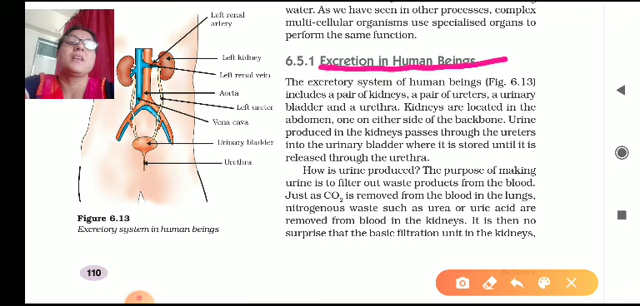 Left renal
artery
Left kidney
Left renal vein
Aorta
Left ureter
Vena cava
Urinary bladder
Urethra
Figure 6.13
Excretory system in human beings
110
water. As we have seen in other processes, complex
multi-cellular organisms use specialised organs to
perform the same function.
6.5.1 Excretion in Human Beings
The excretory system of human beings (Fig. 6.13)
includes a pair of kidneys, a pair of ureters, a urinary
bladder and a urethra. Kidneys are located in the
abdomen, one on either side of the backbone. Urine
produced in the kidneys passes through the ureters
into the urinary bladder where it is stored until it is
released through the urethra.
How is urine produced? The purpose of making
urine is to filter out waste products from the blood.
Just as CO₂ is removed from the blood in the lungs,
nitrogenous waste such as urea or uric acid are
removed from blood in the kidneys. It is then no
surprise that the basic filtration unit in the kidneys,